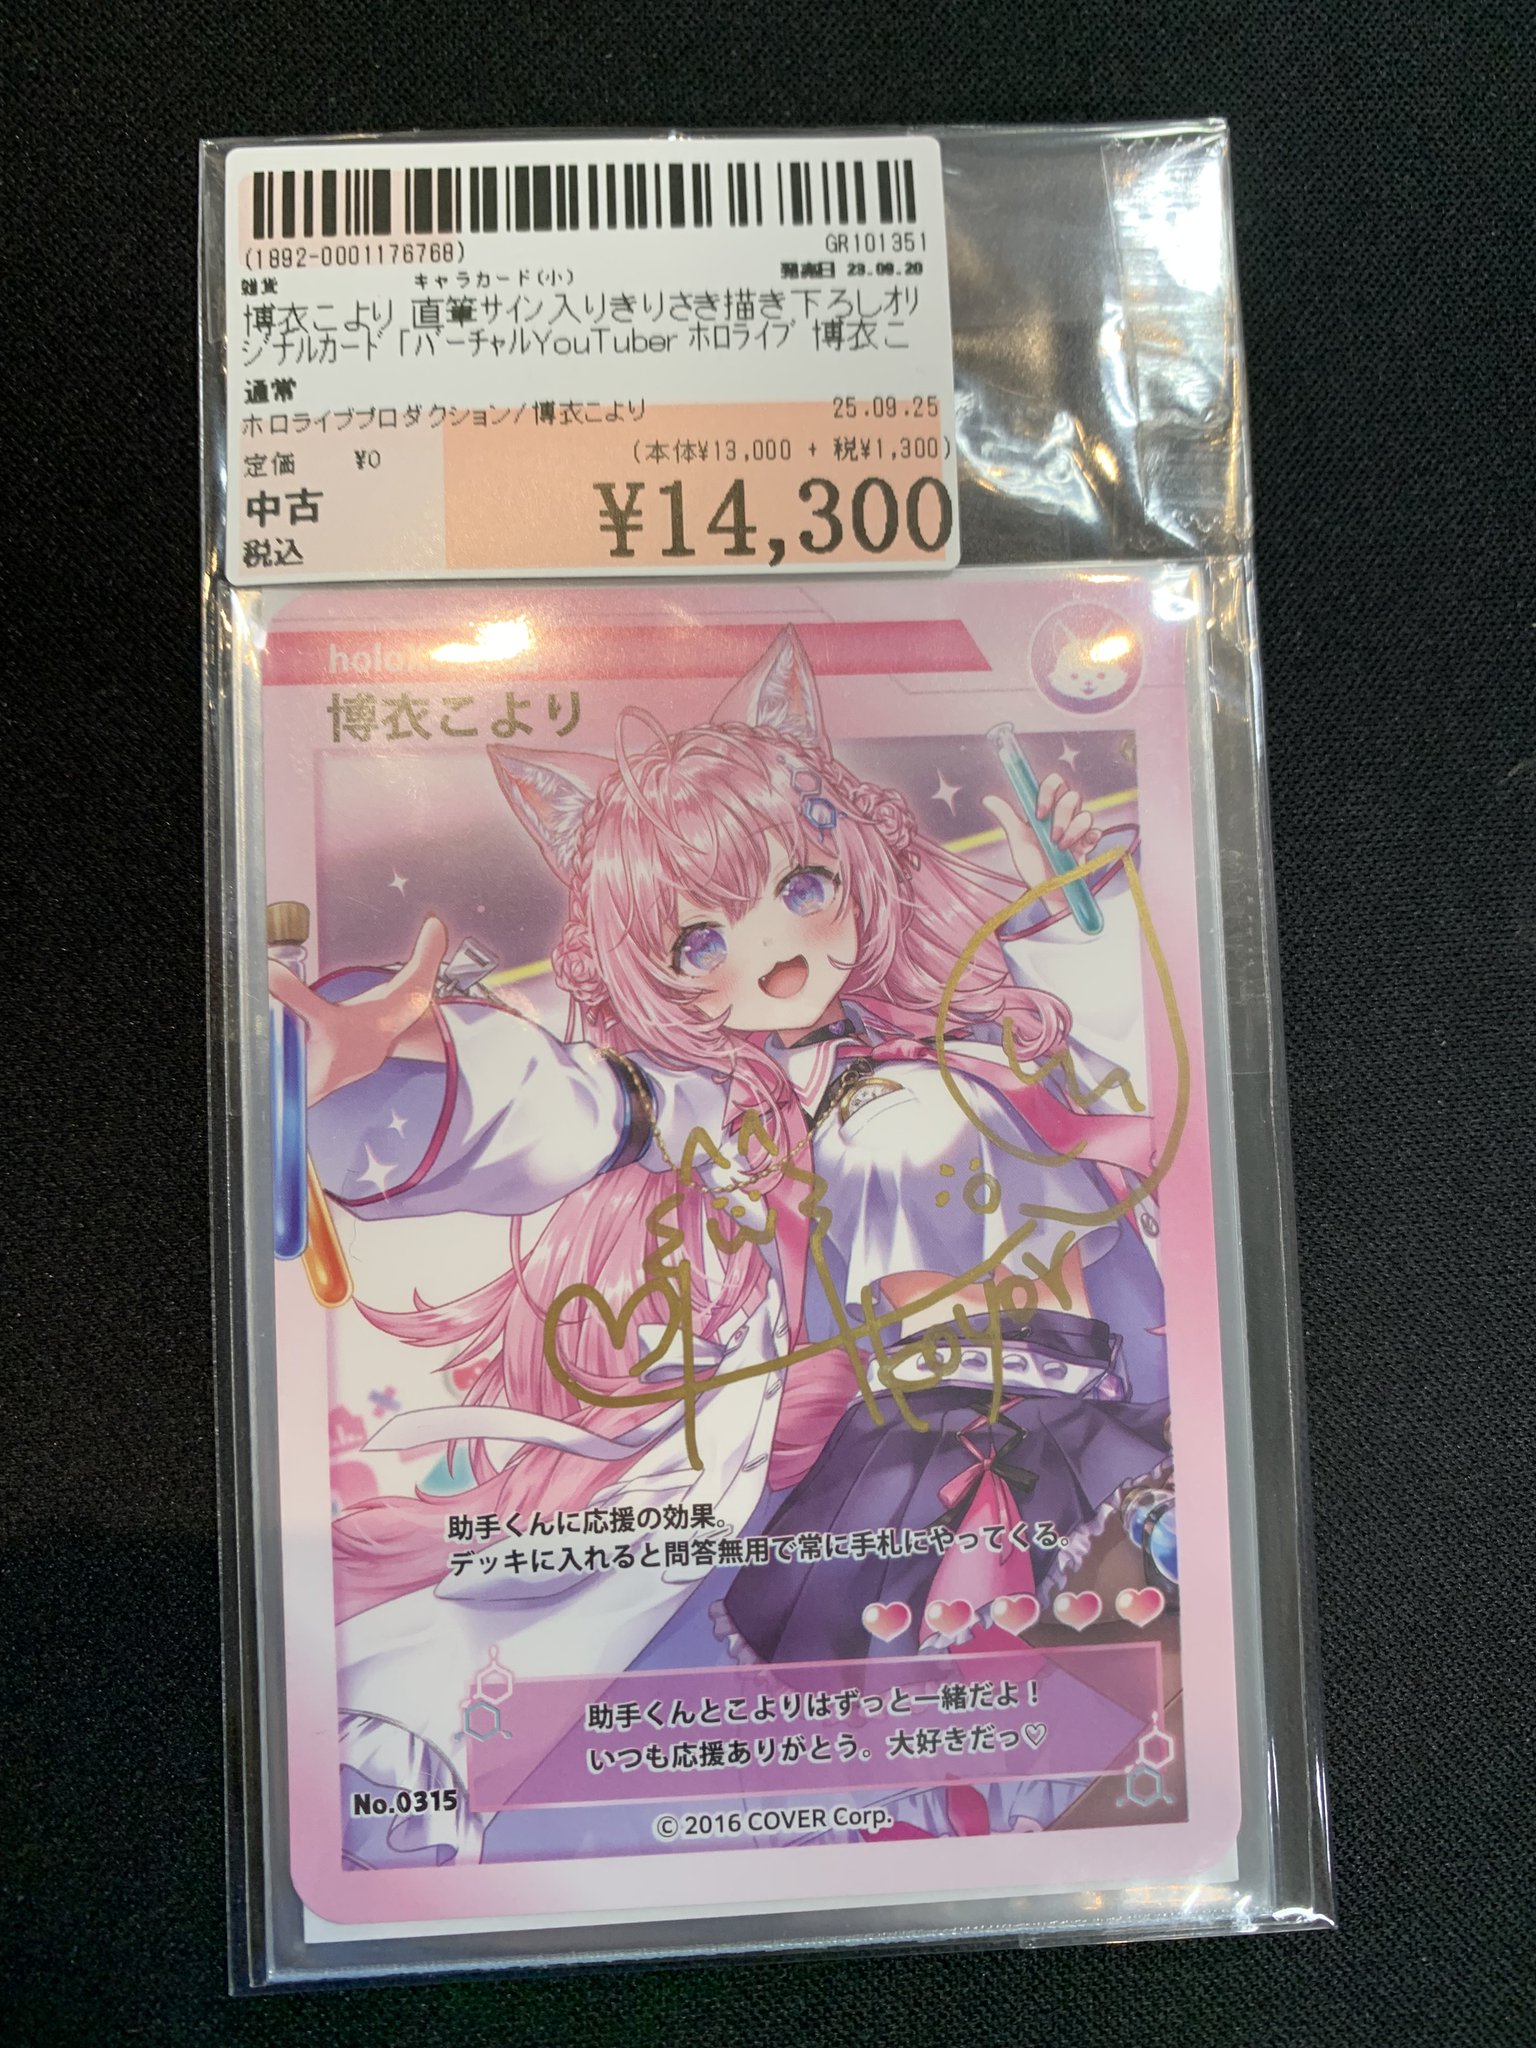 (1892-0001176768)
GR101351
雑貨 キャラカード(小) 発売日 23.09.20
博衣こより 直筆サイン入りきりさき描き下ろしオリ
ジナルカード 「バーチャルYouTuber ホロライブ 博衣こ
通常
ホロライブプロダクション/博衣こより 25.09.25
定価 ¥0 (本体¥13,000 + 税¥1,300)
中古
税込
¥14,300
博衣こより
Koyori
助手くんに応援の効果。
デッキに入れると問答無用で常に手札にやってくる。
助手くんとこよりはずっと一緒だよ！
いつも応援ありがとう。大好きだっ♡
No.0315
© 2016 COVER Corp.